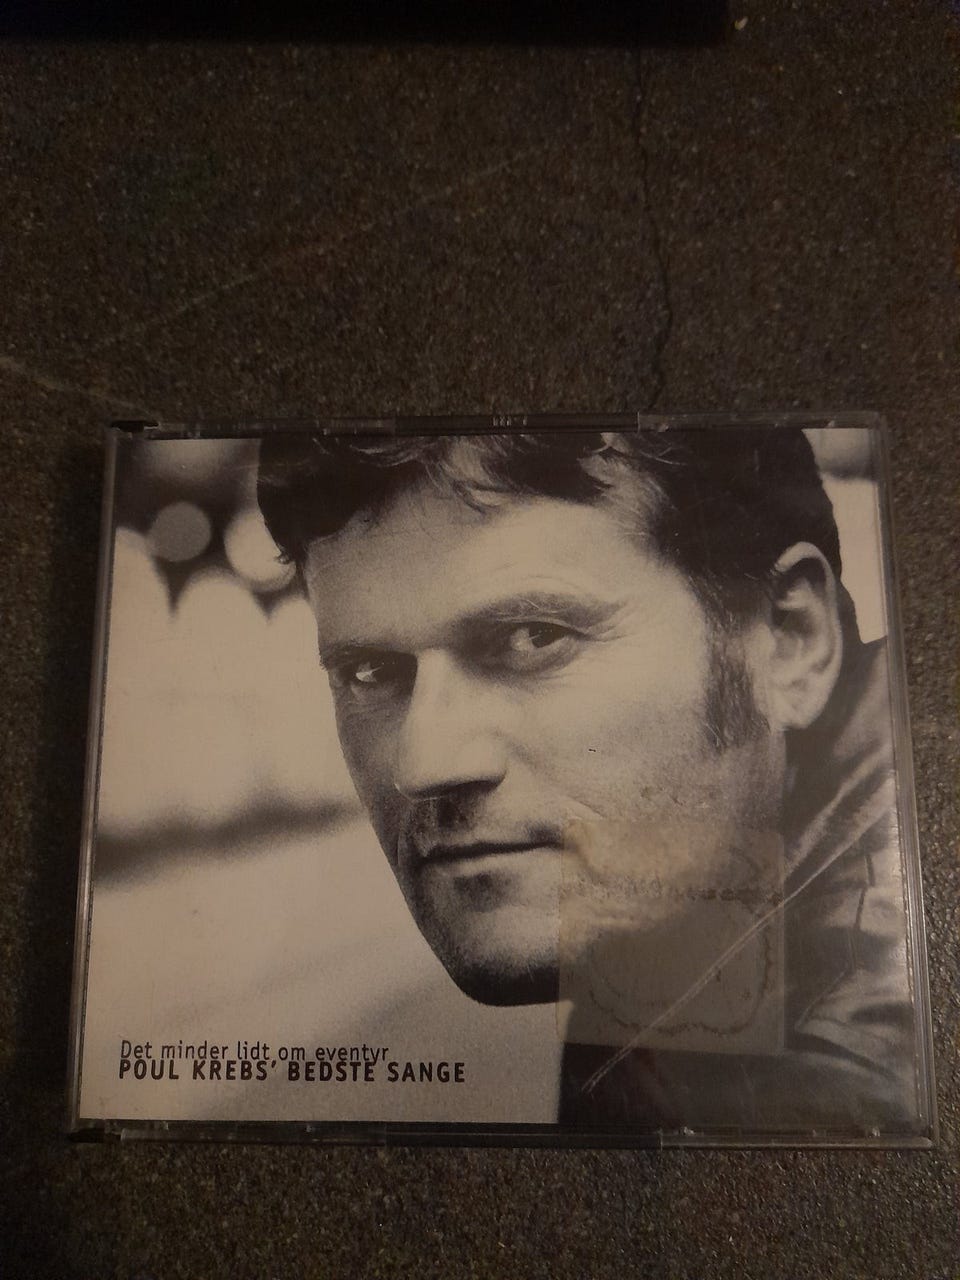 Det minder lidt om eventyr
POUL KREBS' BEDSTE SANGE